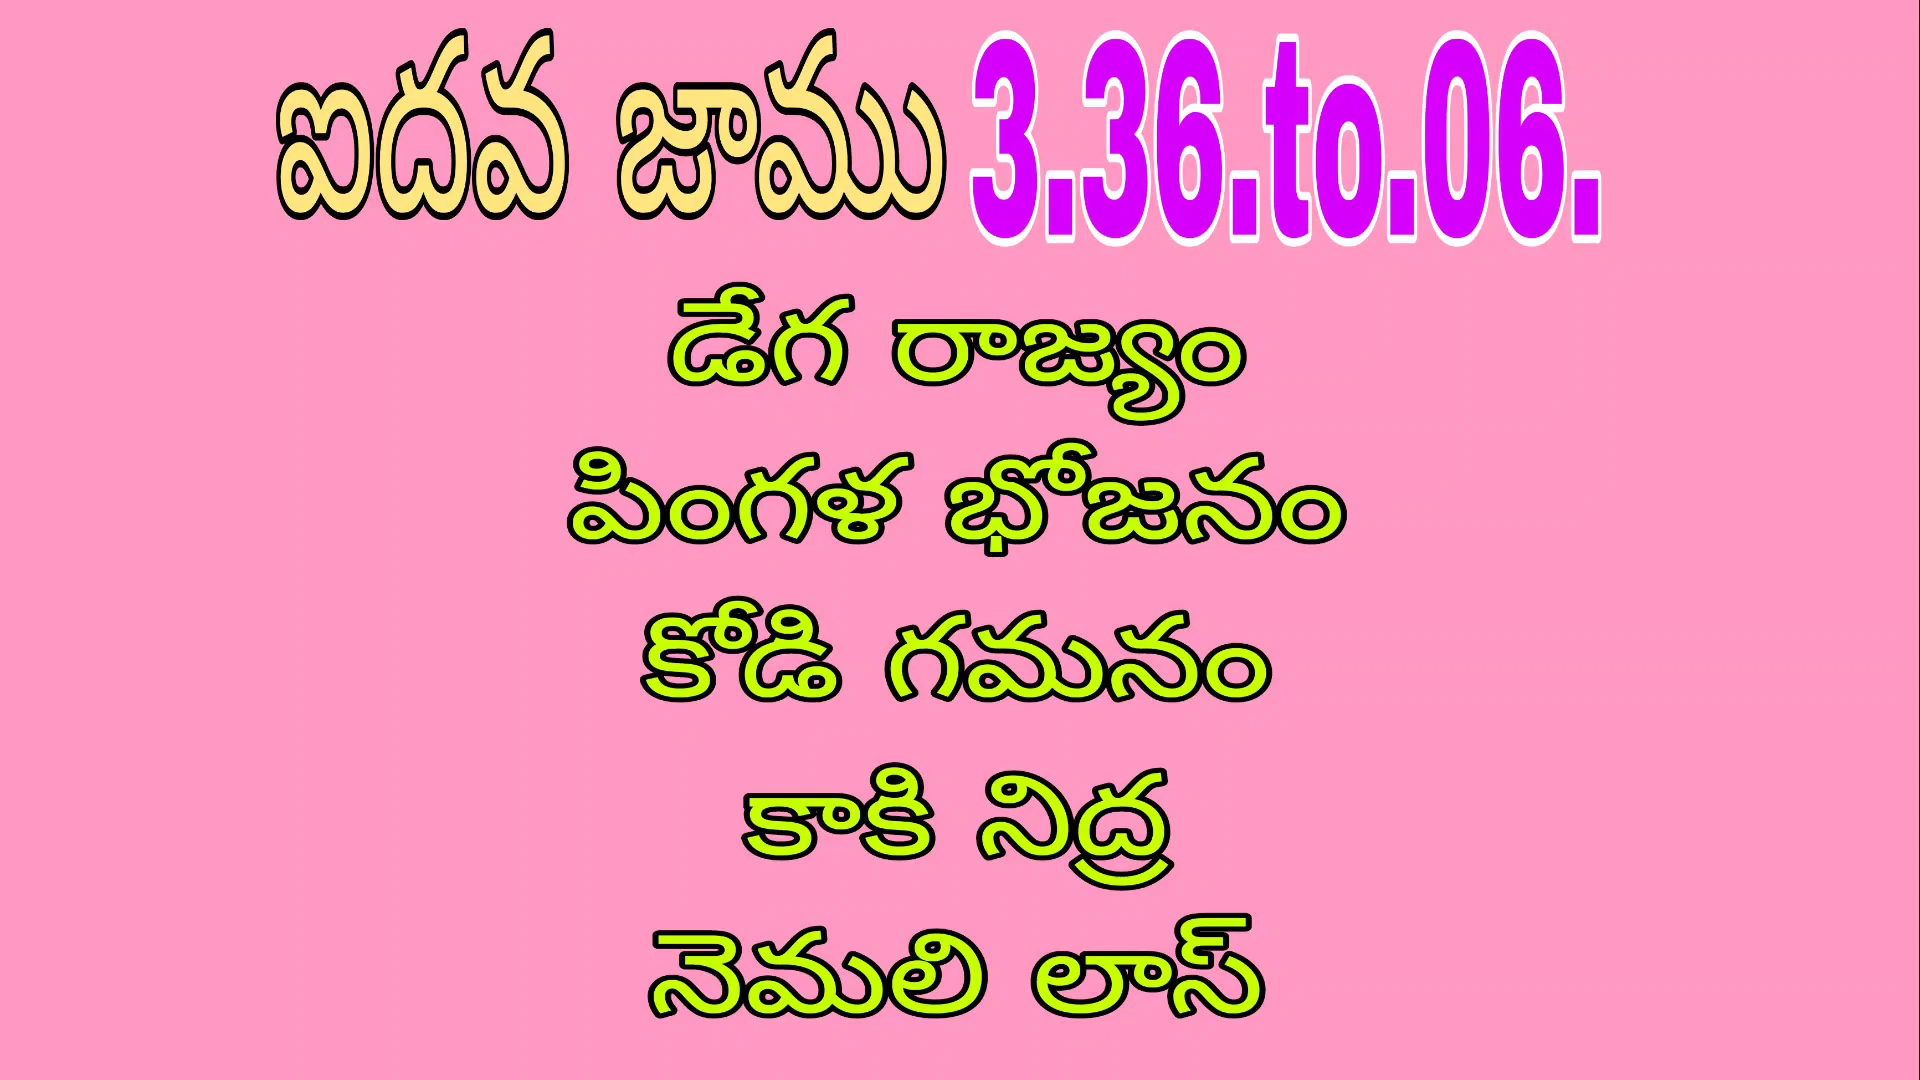 ఐదవ జాము 3.36.to.06.
డేగ రాజ్యం
పింగళ భోజనం
కోడి గమనం
కాకి నిద్ర
నెమలి లాస్